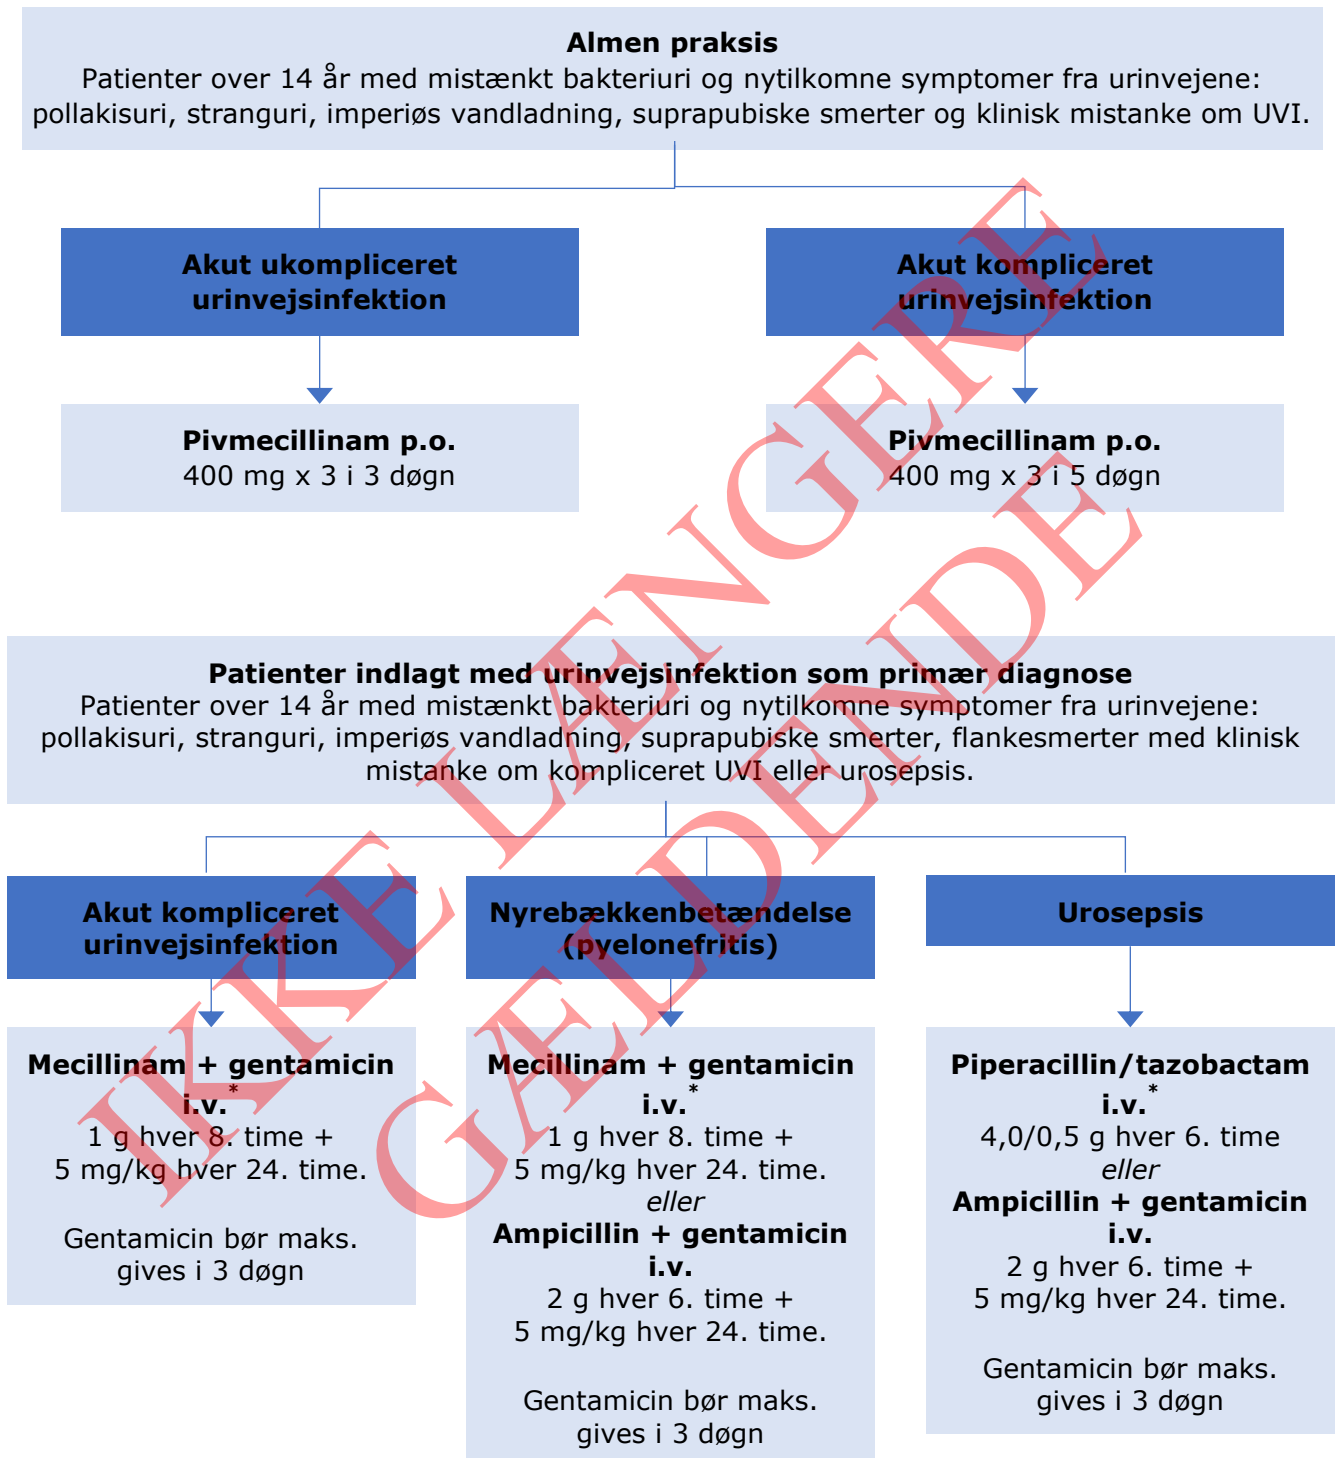 Almen praksis
Patienter over 14 år med mistænkt bakteriuri og nytilkomne symptomer fra urinvejene:
pollakisuri, stranguri, imperiøs vandladning, suprapubiske smerter og klinisk mistanke om UVI.
Akut ukompliceret
urinvejsinfektion
Akut kompliceret
urinvejsinfektion
Pivmecillinam p.o.
400 mg x 3 i 3 døgn
Pivmecillinam p.o.
400 mg x 3 i 5 døgn
Patienter indlagt med urinvejsinfektion som primær diagnose
Patienter over 14 år med mistænkt bakteriuri og nytilkomne symptomer fra urinvejene:
pollakisuri, stranguri, imperiøs vandladning, suprapubiske smerter, flankesmerter med klinisk
mistanke om kompliceret UVI eller urosepsis.
Akut kompliceret
urinvejsinfektion
Nyrebækkenbetændelse
(pyelonefritis)
Urosepsis
Mecillinam + gentamicin
i.v.*
1 g hver 8. time +
5 mg/kg hver 24. time.
Gentamicin bør maks.
gives i 3 døgn
Mecillinam + gentamicin
i.v.*
1 g hver 8. time +
5 mg/kg hver 24. time.
eller
Ampicillin + gentamicin
i.v.
2 g hver 6. time +
5 mg/kg hver 24. time.
Gentamicin bør maks.
gives i 3 døgn
Piperacillin/tazobactam
i.v.*
4,0/0,5 g hver 6. time
eller
Ampicillin + gentamicin
i.v.
2 g hver 6. time +
5 mg/kg hver 24. time.
Gentamicin bør maks.
gives i 3 døgn
IKKE LÆNGERE
GÆLDENDE